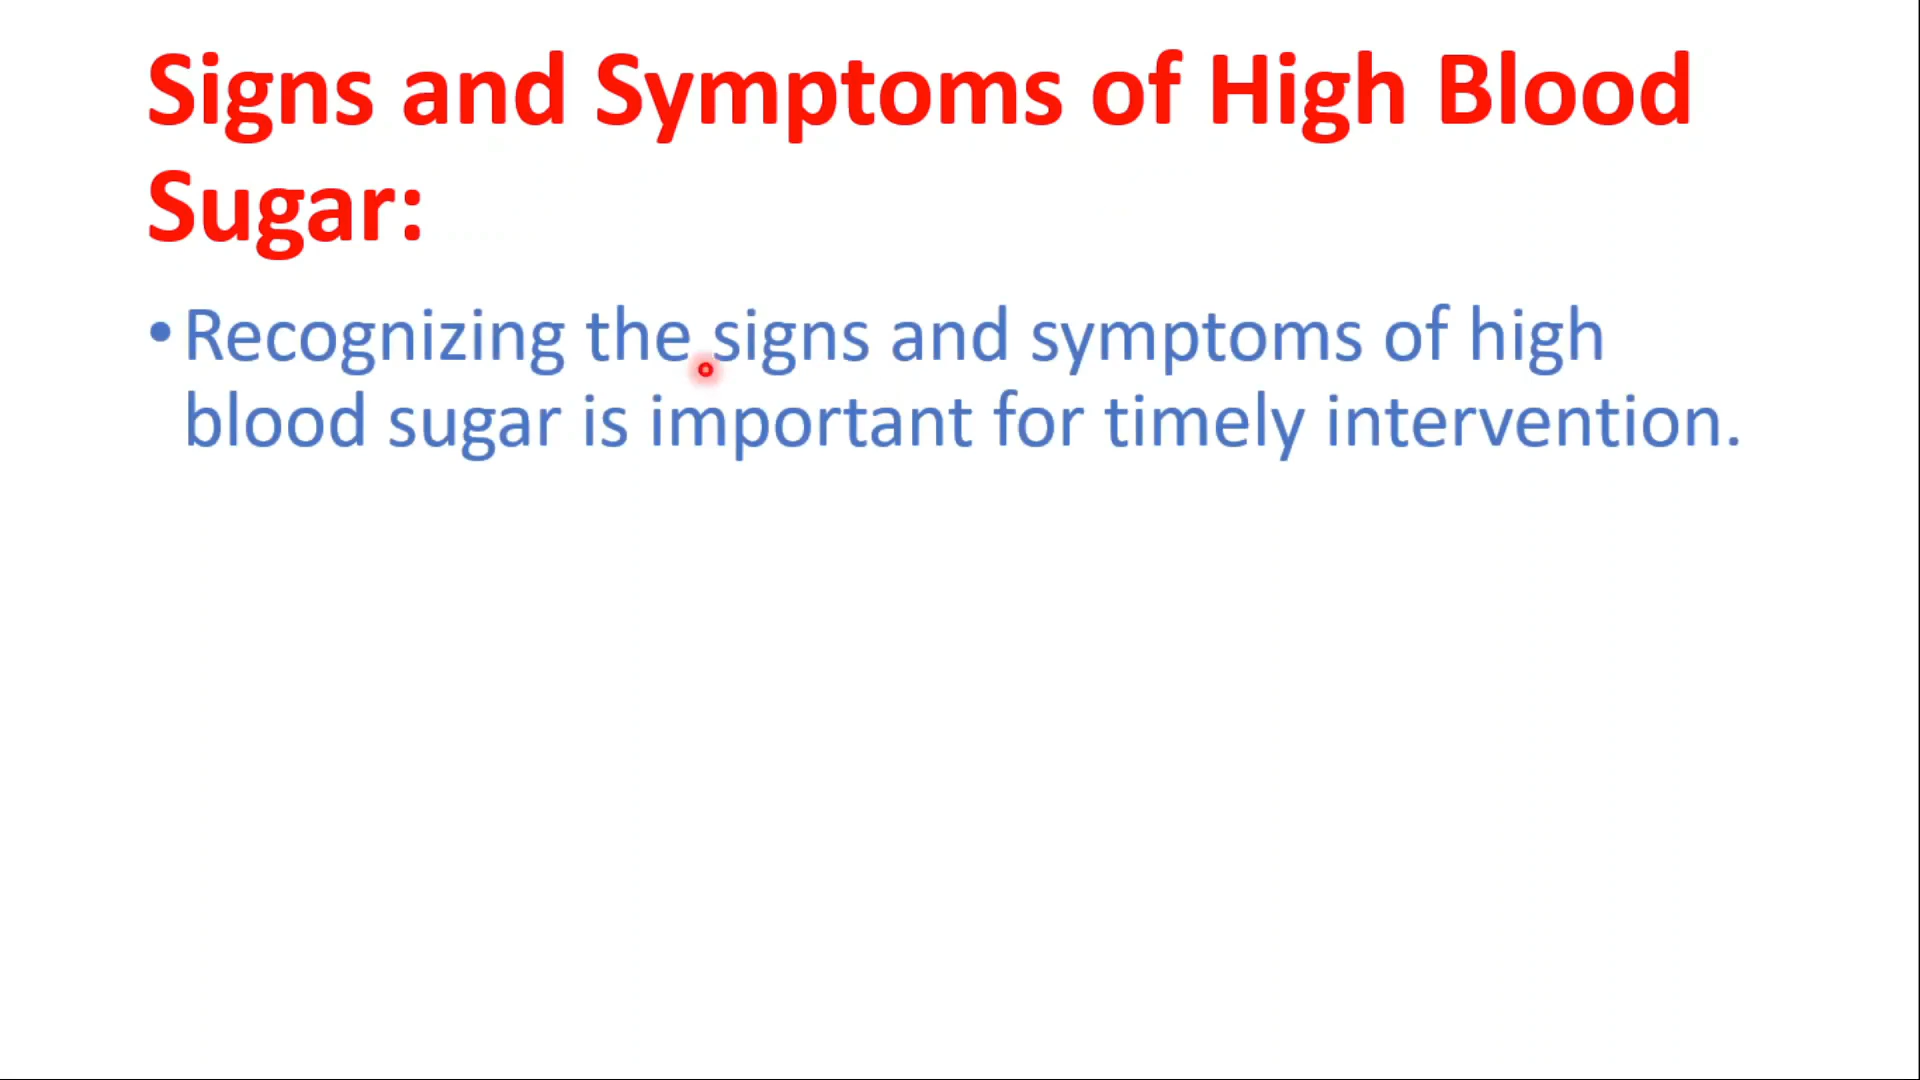 Signs and Symptoms of High Blood
Sugar:
•Recognizing the signs and symptoms of high
blood sugar is important for timely intervention.